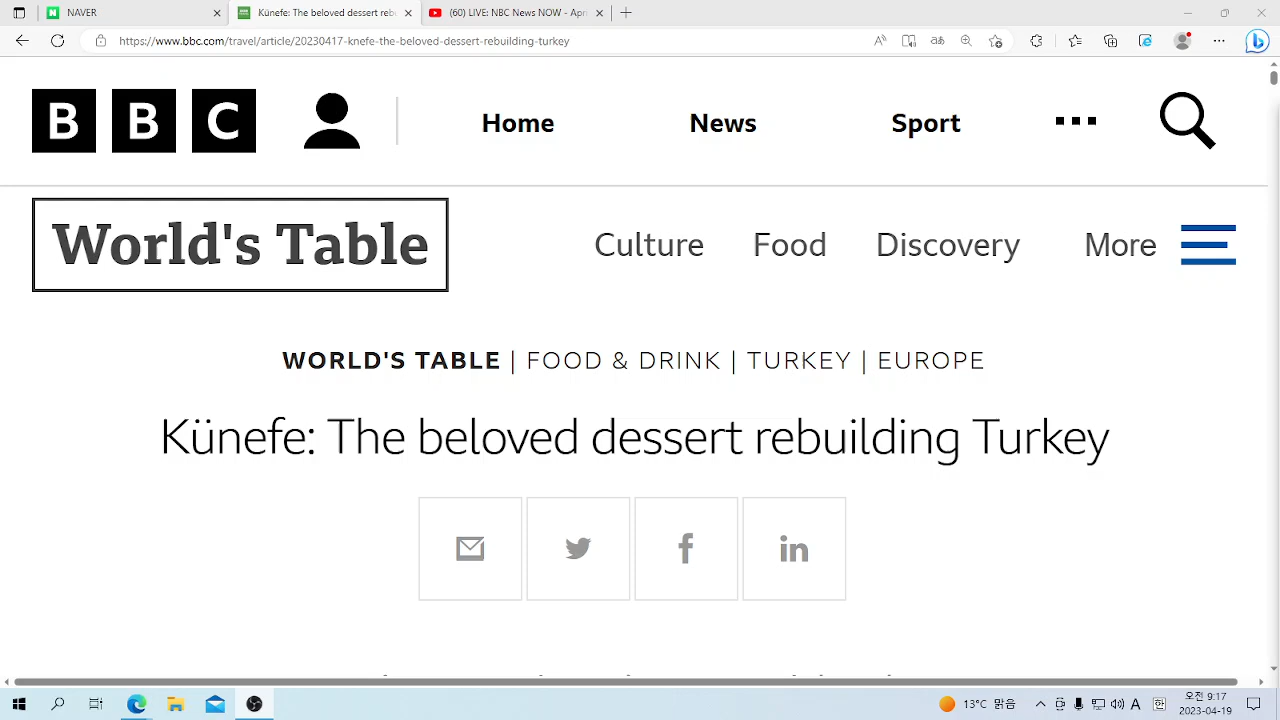 NAVER
Künefe: The beloved dessert reb
(60) LIVE: NBC News NOW - Apr
https://www.bbc.com/travel/article/20230417-knefe-the-beloved-dessert-rebuilding-turkey
BBC
Home
News
Sport
World's Table
Culture
Food
Discovery
More
WORLD'S TABLE | FOOD & DRINK | TURKEY | EUROPE
Künefe: The beloved dessert rebuilding Turkey
15°C 맑음
A
오전 9:17
2023-04-19